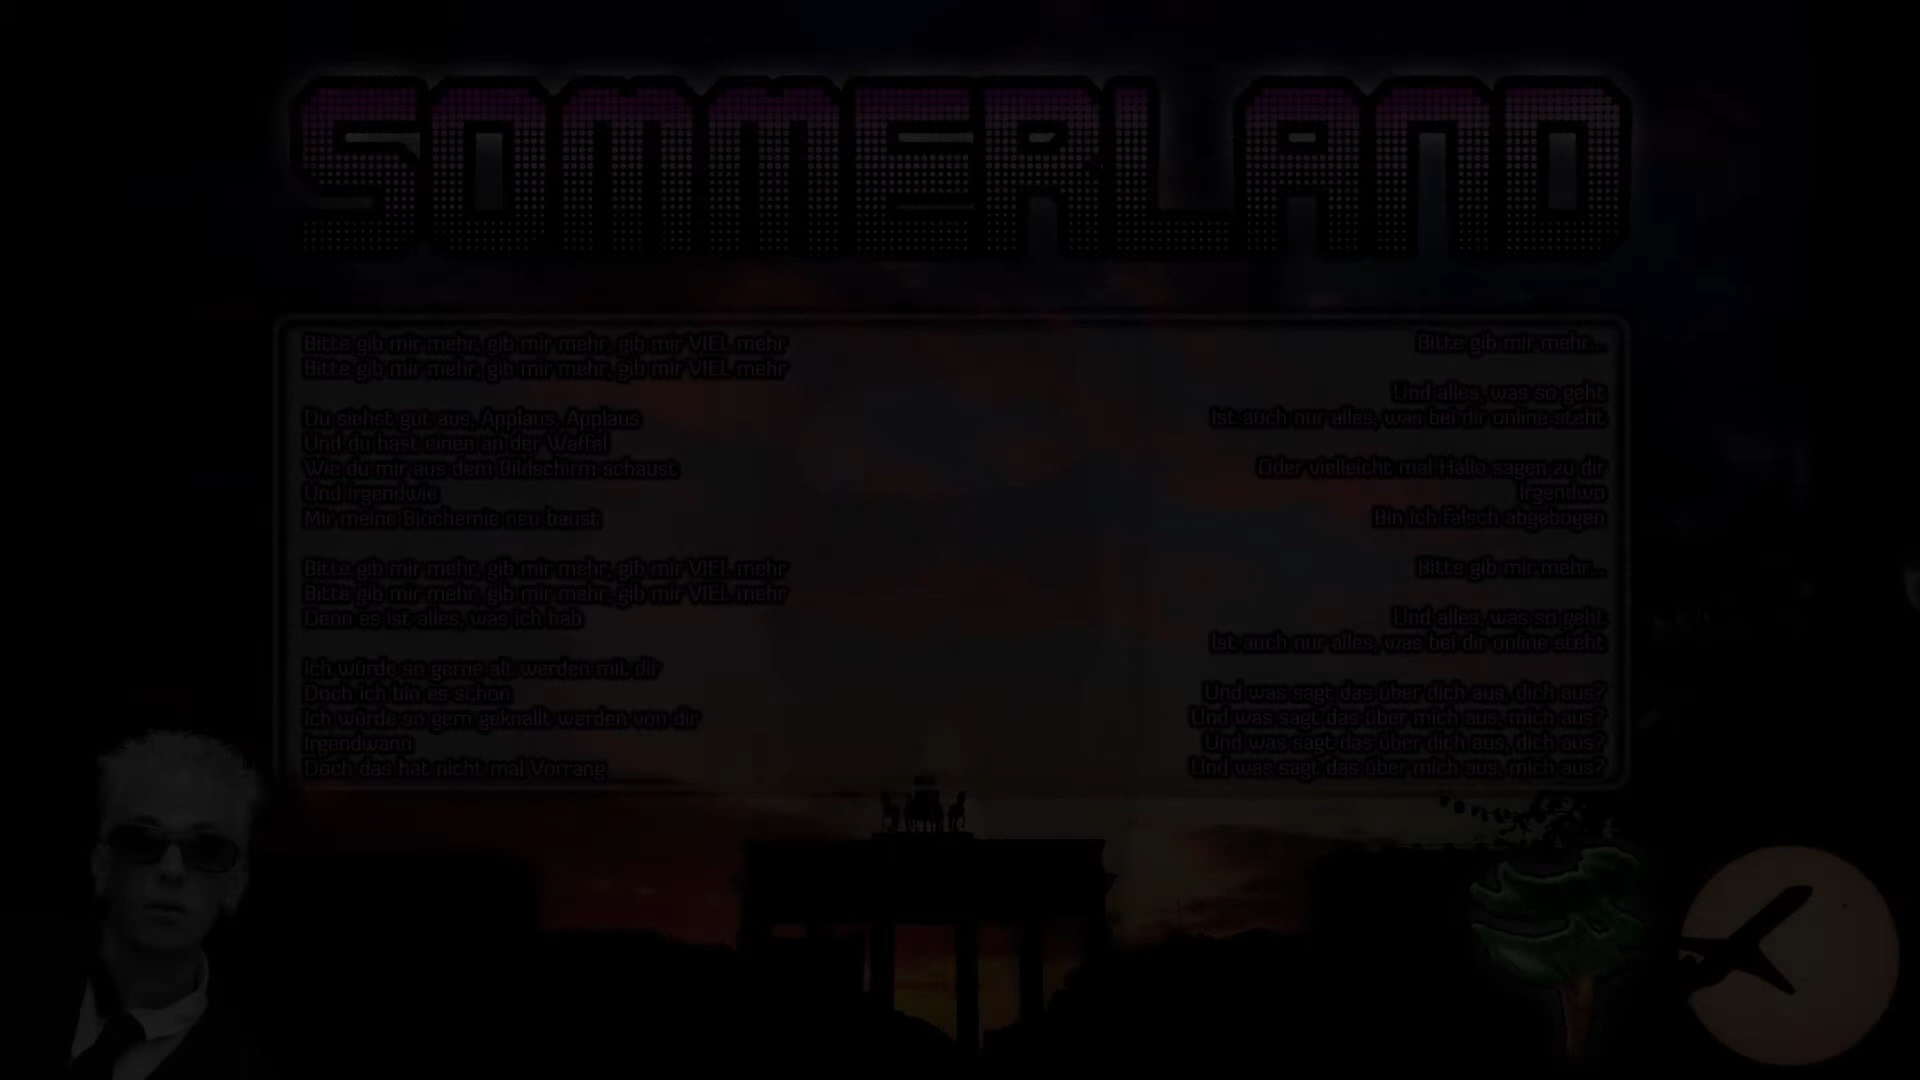 SOMMERLAND
Bitte gib mir mehr, gib mir mehr, gib mir VIEL mehr
Bitte gib mir mehr, gib mir mehr, gib mir VIEL mehr
Du siehst gut aus, Applaus, Applaus
Und du hast einen an der Waffel
Wie du mir aus dem Bildschirm schaust
Und irgendwie
Mir meine Biochemie neu baust
Bitte gib mir mehr, gib mir mehr, gib mir VIEL mehr
Bitte gib mir mehr, gib mir mehr, gib mir VIEL mehr
Denn es ist alles, was ich hab
Ich würde so gerne alt werden mit dir
Doch ich bin es schon
Ich würde so gern geknallt werden von dir
Irgendwann
Doch das hat nicht mal Vorrang
Bitte gib mir mehr...
Und alles, was so geht
Ist auch nur alles, was bei dir online steht
Oder vielleicht mal Hallo sagen zu dir
Irgendwo
Bin ich falsch abgebogen
Bitte gib mir mehr...
Und alles, was so geht
Ist auch nur alles, was bei dir online steht
Und was sagt das über dich aus, dich aus?
Und was sagt das über mich aus, mich aus?
Und was sagt das über dich aus, dich aus?
Und was sagt das über mich aus, mich aus?